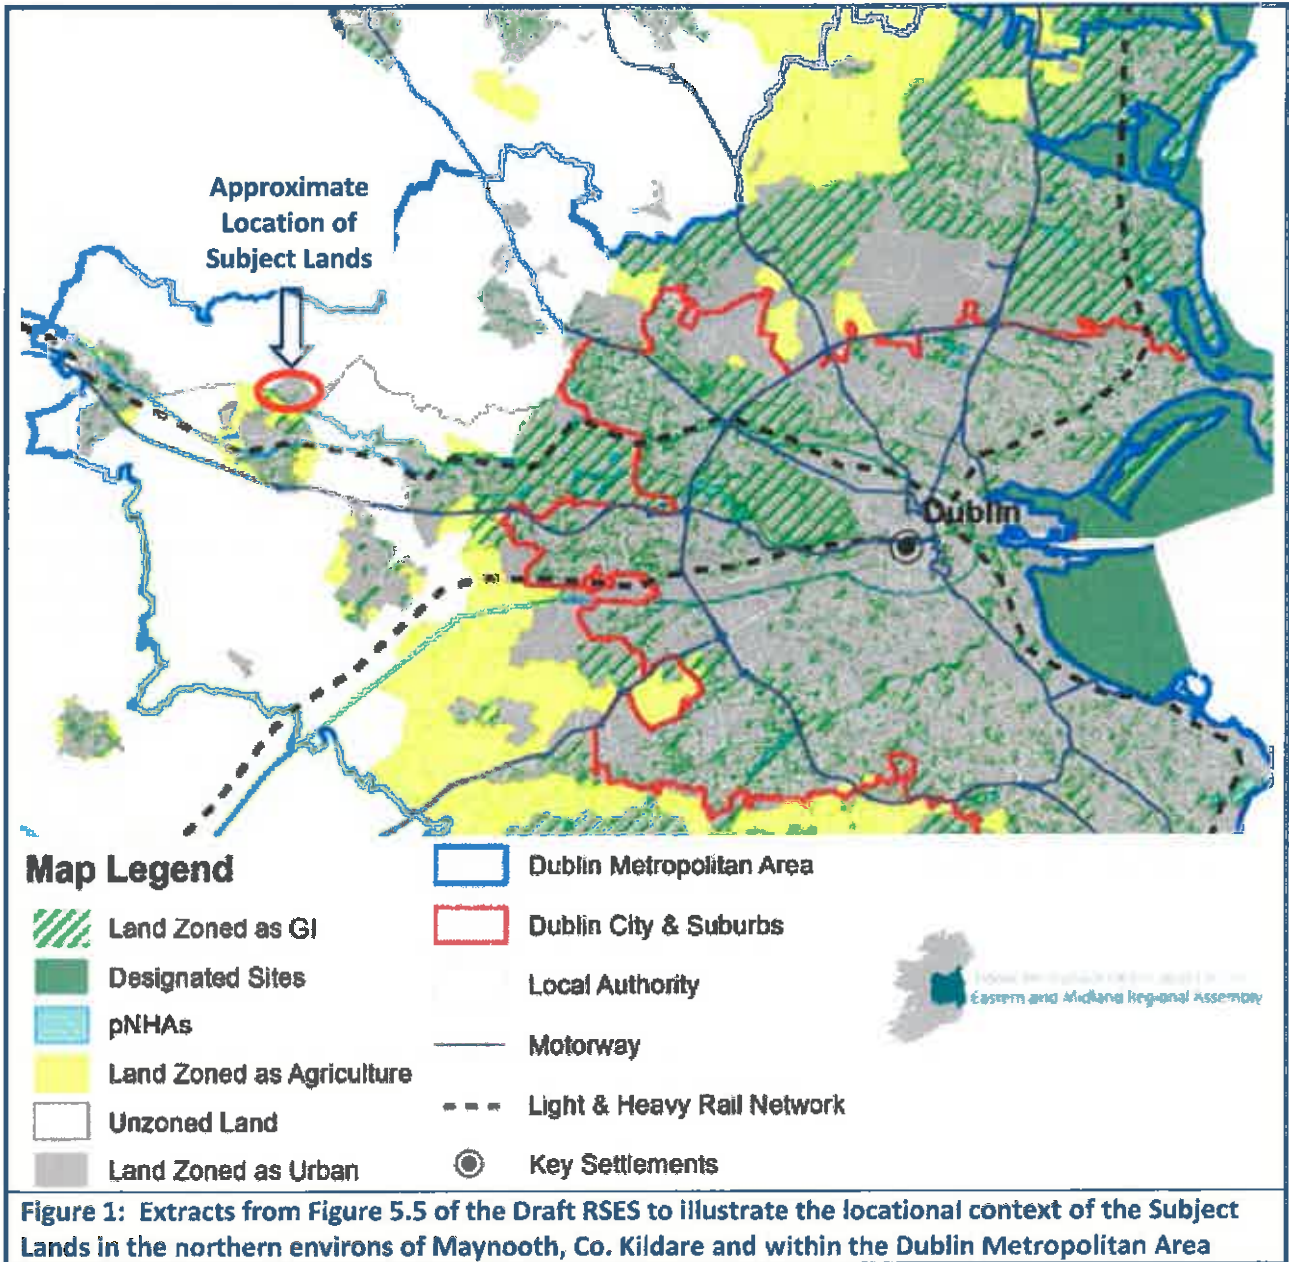 Approximate
Location of
Subject Lands
Dublin
Map Legend
Land Zoned as GI
Designated Sites
pNHAs
Land Zoned as Agriculture
Unzoned Land
Land Zoned as Urban
Dublin Metropolitan Area
Dublin City & Suburbs
Local Authority
Motorway
Light & Heavy Rail Network
Key Settlements
Eastern and Midland Regional Assembly
Figure 1: Extracts from Figure 5.5 of the Draft RSES to illustrate the locational context of the Subject
Lands in the northern environs of Maynooth, Co. Kildare and within the Dublin Metropolitan Area